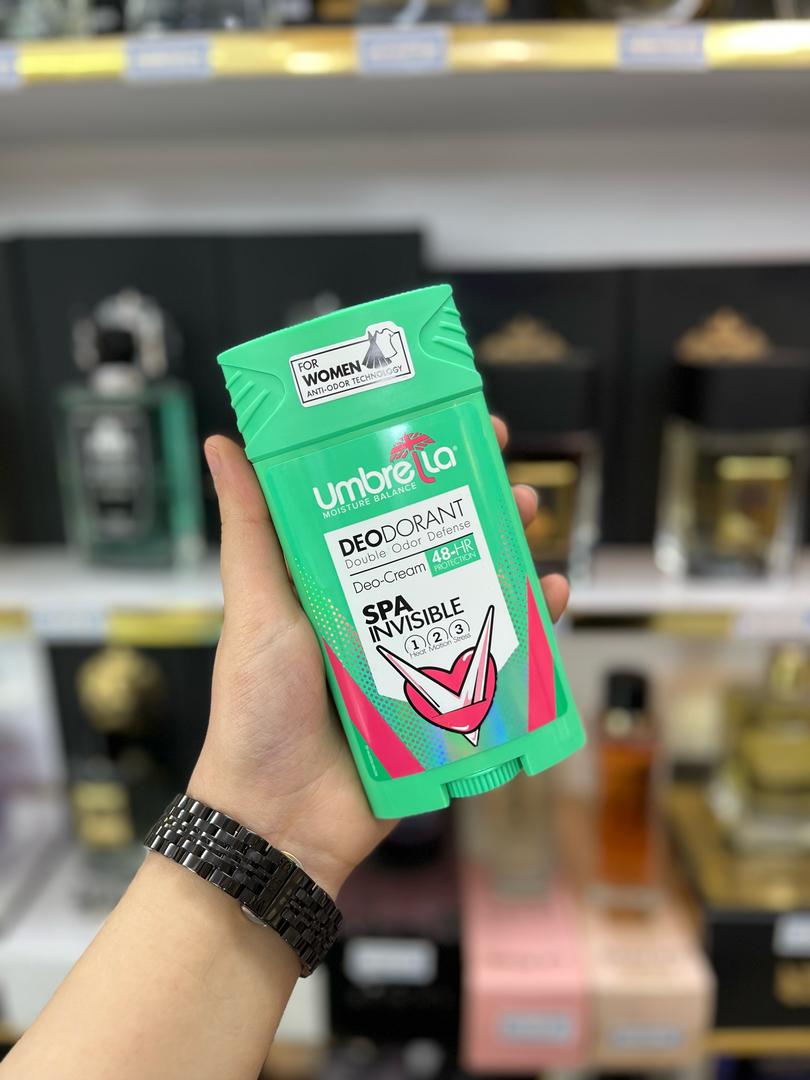 FOR
WOMEN
ANTI-ODOR TECHNOLOGY
umbrella®
MOISTURE BALANCE
DEODORANT
Double Odor Defense
Deo-Cream 48-HR
PROTECTION
SPA
INVISIBLE
1 2 3
Heat Motion Stress